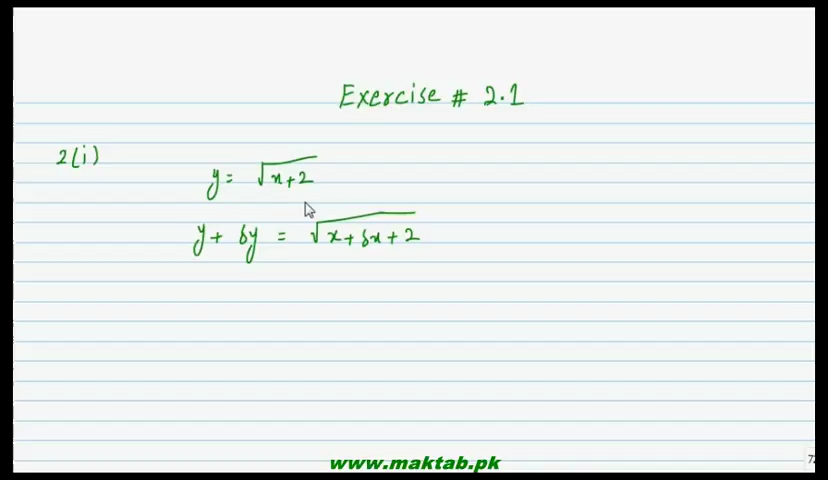 Exercise # 2.1
2(i)
y = √x+2
y + δy = √x + δx + 2
www.maktab.pk